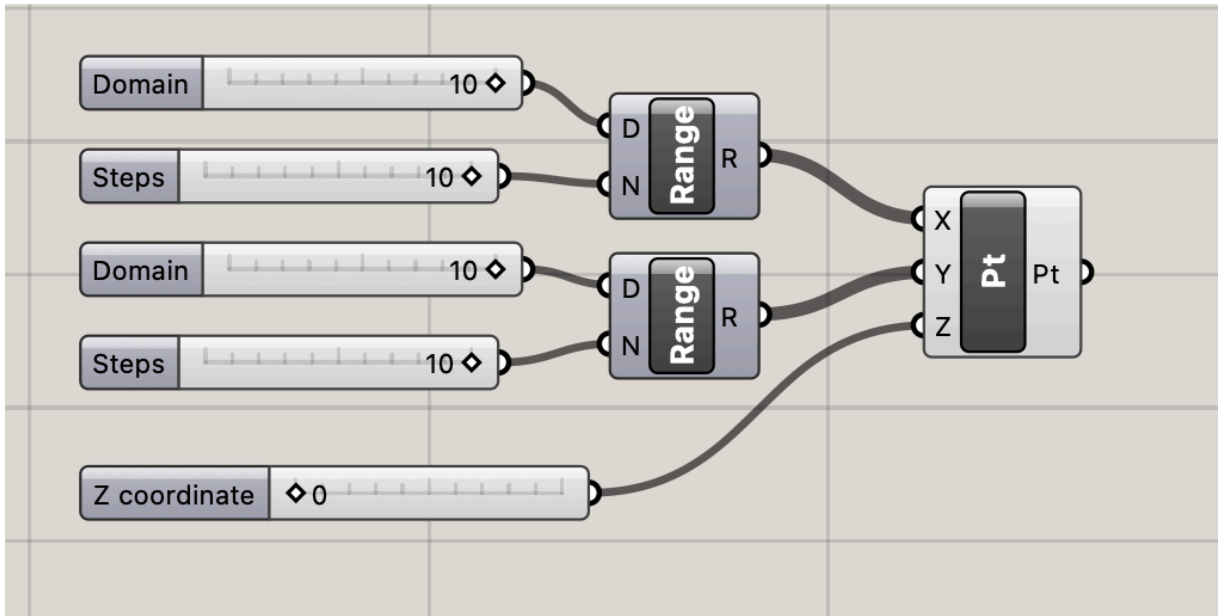 Domain 10
Steps 10
D
N
Range
R
Domain 10
Steps 10
D
N
Range
R
X
Y
Z
Pt
Pt
Z coordinate 0